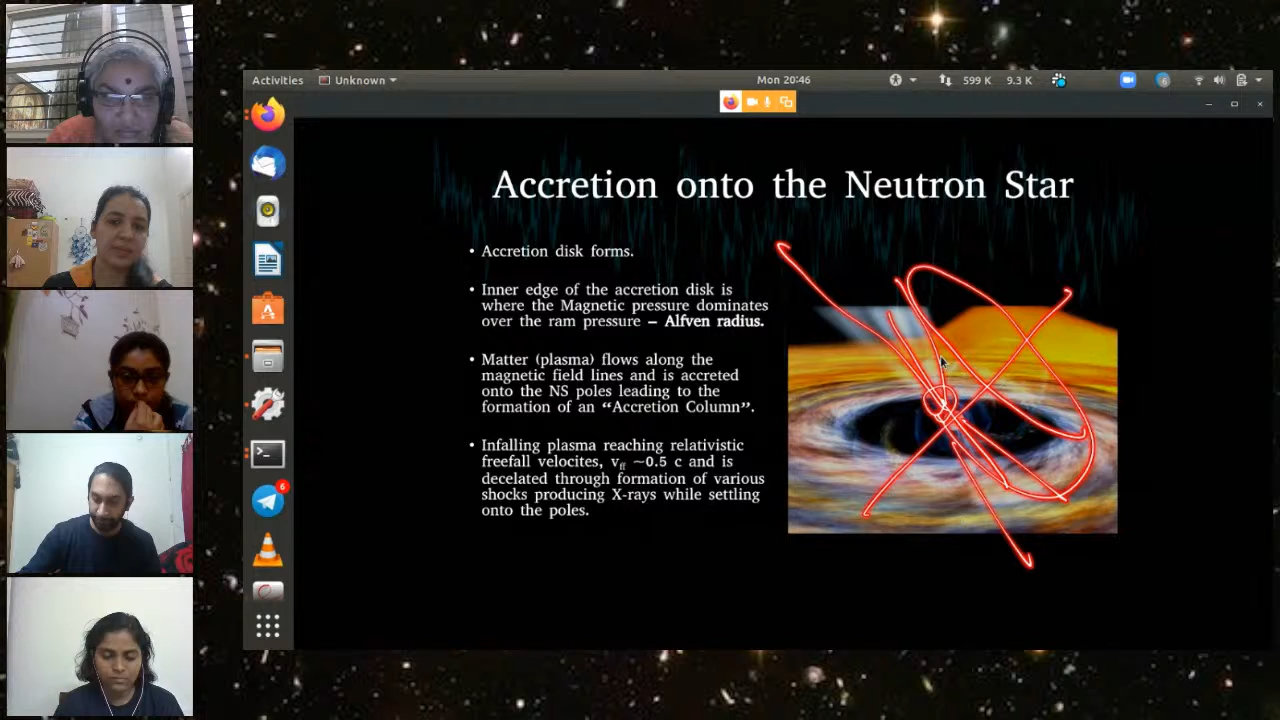 Activities
Unknown
Mon 20:46
599 K
9.3 K
Accretion onto the Neutron Star
• Accretion disk forms.
• Inner edge of the accretion disk is
where the Magnetic pressure dominates
over the ram pressure – Alfven radius.
• Matter (plasma) flows along the
magnetic field lines and is accreted
onto the NS poles leading to the
formation of an “Accretion Column”.
• Infalling plasma reaching relativistic
freefall velocites, vff ~0.5 c and is
decelated through formation of various
shocks producing X-rays while settling
onto the poles.
6